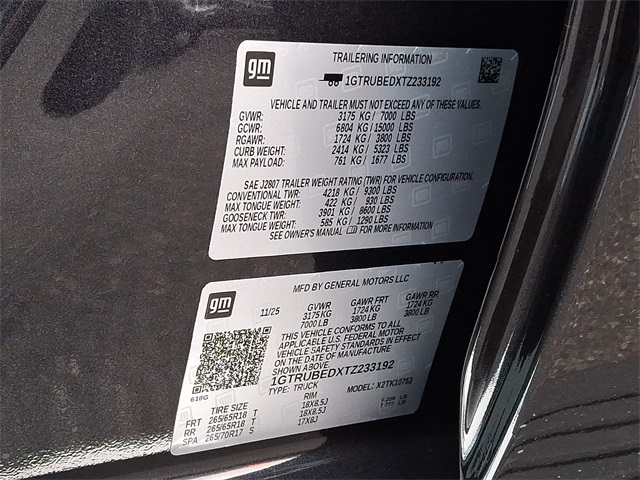 gm
TRAILERING INFORMATION
1GTRUBEDXTZ233192
VEHICLE AND TRAILER MUST NOT EXCEED ANY OF THESE VALUES.
GVWR: 3175 KG / 7000 LBS
GCWR: 6804 KG / 15000 LBS
RGAWR: 1724 KG / 3800 LBS
CURB WEIGHT: 2414 KG / 5323 LBS
MAX PAYLOAD: 761 KG / 1677 LBS
SAE J2807 TRAILER WEIGHT RATING (TWR) FOR VEHICLE CONFIGURATION.
CONVENTIONAL TWR: 4218 KG / 9300 LBS
MAX TONGUE WEIGHT: 422 KG / 930 LBS
GOOSENECK TWR: 3901 KG / 8600 LBS
MAX TONGUE WEIGHT: 585 KG / 1290 LBS
SEE OWNER'S MANUAL FOR MORE INFORMATION
gm
MFD BY GENERAL MOTORS LLC
11/25 GVWR GAWR FRT GAWR RR
3175 KG 1724 KG 1724 KG
7000 LB 3800 LB 3800 LB
THIS VEHICLE CONFORMS TO ALL
APPLICABLE U.S. FEDERAL MOTOR
VEHICLE SAFETY STANDARDS IN EFFECT
ON THE DATE OF MANUFACTURE
SHOWN ABOVE.
1GTRUBEDXTZ233192
618G
TYPE: TRUCK MODEL: X2TK10753
TIRE SIZE RIM
FRT 265/65R18 T 18X8.5J
RR 265/65R18 T 18X8.5J
SPA 265/70R17 S 17X8J